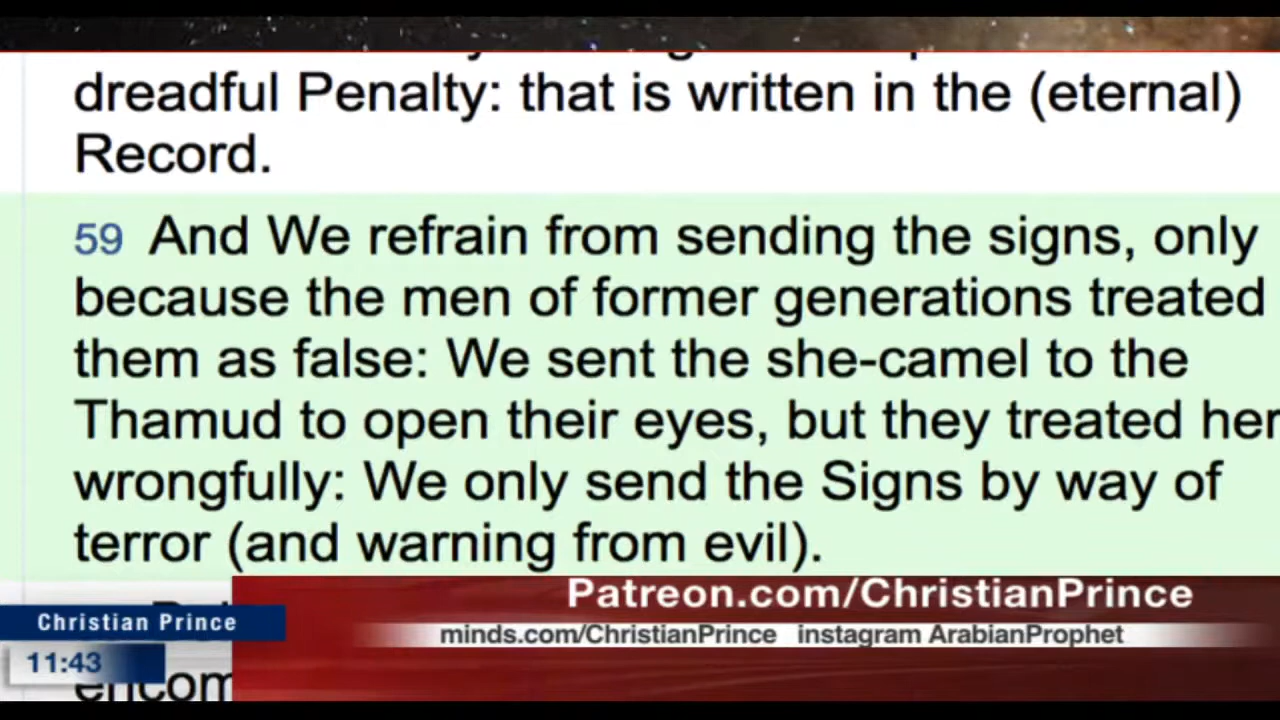 dreadful Penalty: that is written in the (eternal)
Record.
59 And We refrain from sending the signs, only
because the men of former generations treated
them as false: We sent the she-camel to the
Thamud to open their eyes, but they treated her
wrongfully: We only send the Signs by way of
terror (and warning from evil).
Patreon.com/ChristianPrince
Christian Prince
minds.com/ChristianPrince instagram ArabianProphet
11:43